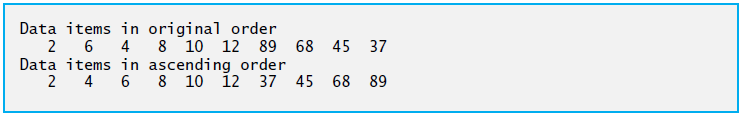 Data items in original order
   2   6   4   8  10  12  89  68  45  37
Data items in ascending order
   2   4   6   8  10  12  37  45  68  89